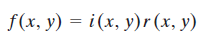 f(x, y) = i(x, y)r(x, y)